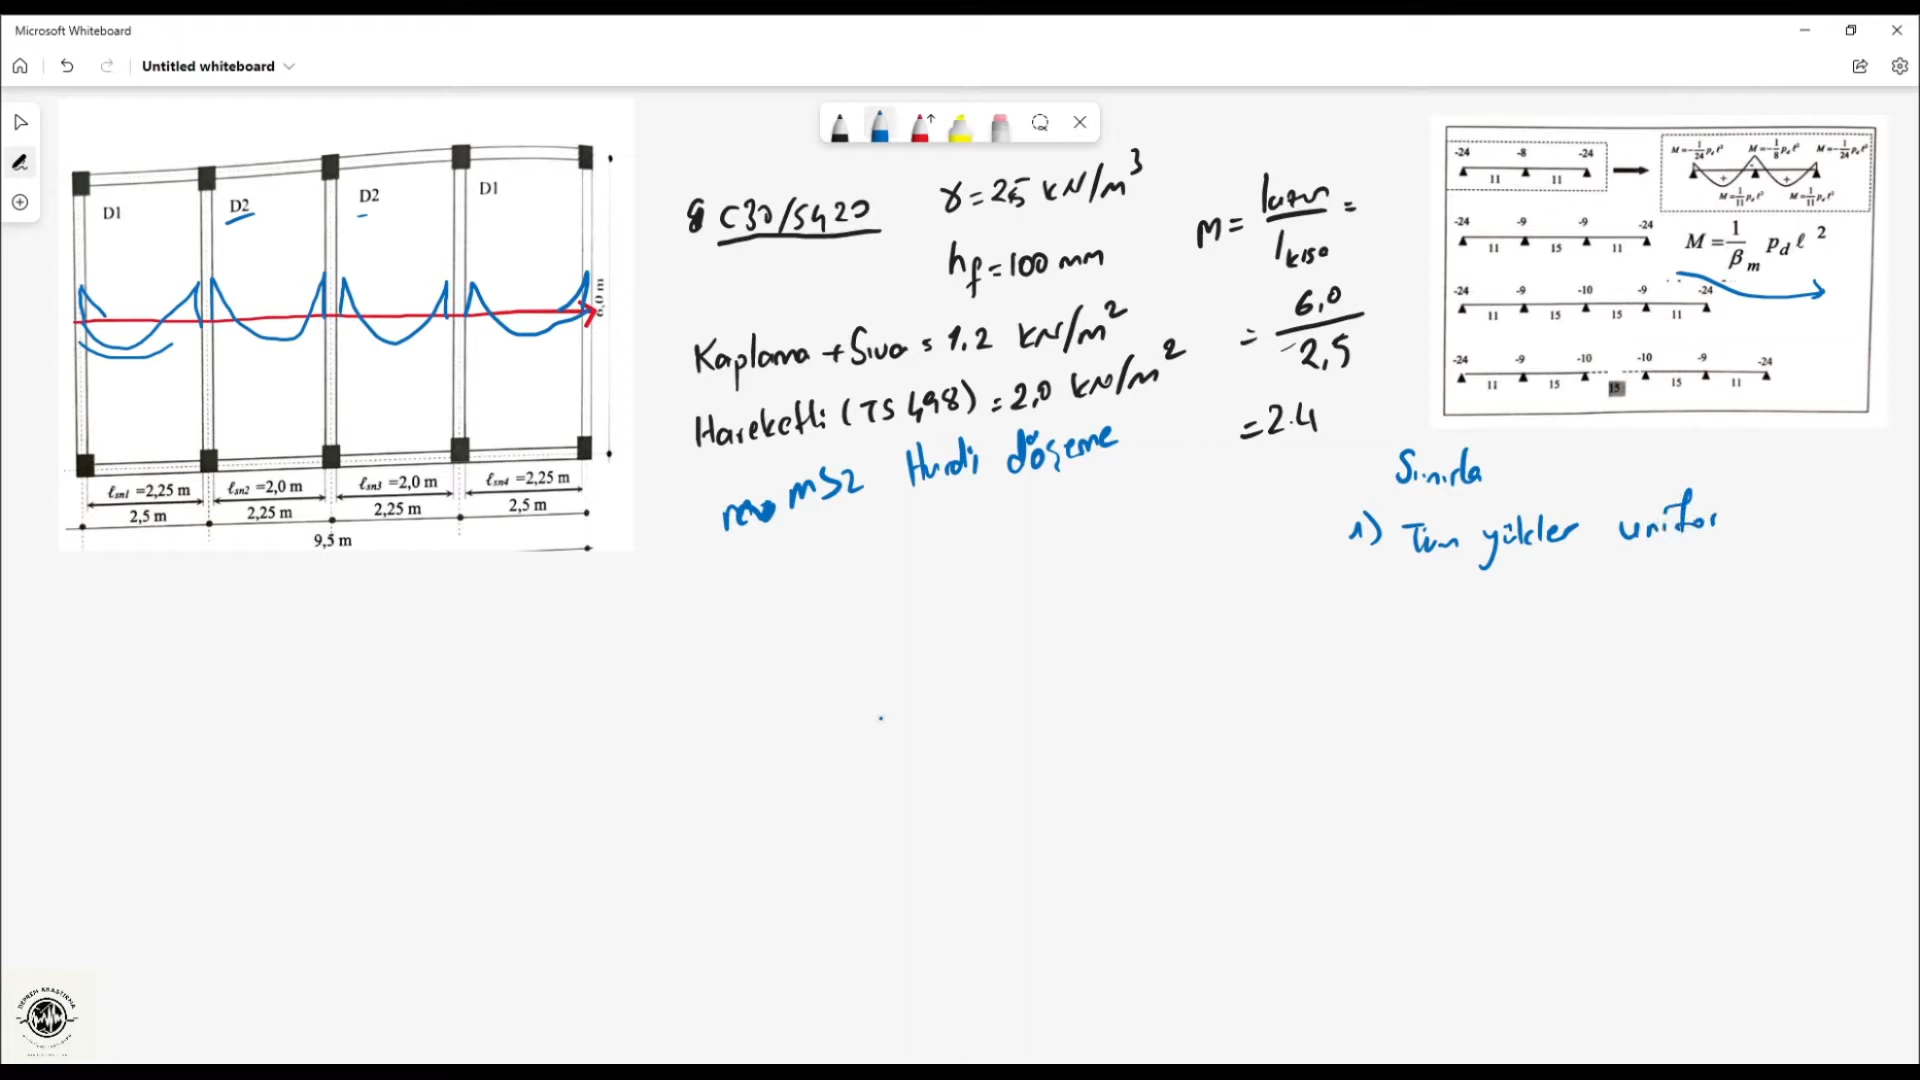 Microsoft Whiteboard
Untitled whiteboard
D1
D2
D2
D1
6,0 m
ℓsn1 =2,25 m
ℓsn2 =2,0 m
ℓsn3 =2,0 m
ℓsn4 =2,25 m
2,5 m
2,25 m
2,25 m
2,5 m
9,5 m
C30/S420
γ = 25 kN/m³
hf = 100 mm
Kaplama + Sıva = 1.2 kN/m²
Hareketli (TS 498) = 2,0 kN/m²
m>2 Hurdi döşeme
M = luzun / lkısa =
= 6,0 / 2,5
= 2.4
-24 -8 -24
11 11
M=-1/24 pd ℓ² M=-1/8 pd ℓ² M=-1/24 pd ℓ²
+ +
M=1/11 pd ℓ² M=1/11 pd ℓ²
-24 -9 -9 -24
11 15 11
M = 1/βm pd ℓ 2
-24 -9 -10 -9 -24
11 15 15 11
-24 -9 -10 -10 -9 -24
11 15 15 15 11
Sınırla
1) Tüm yükler unifor
DEPREM ARAŞTIRMA